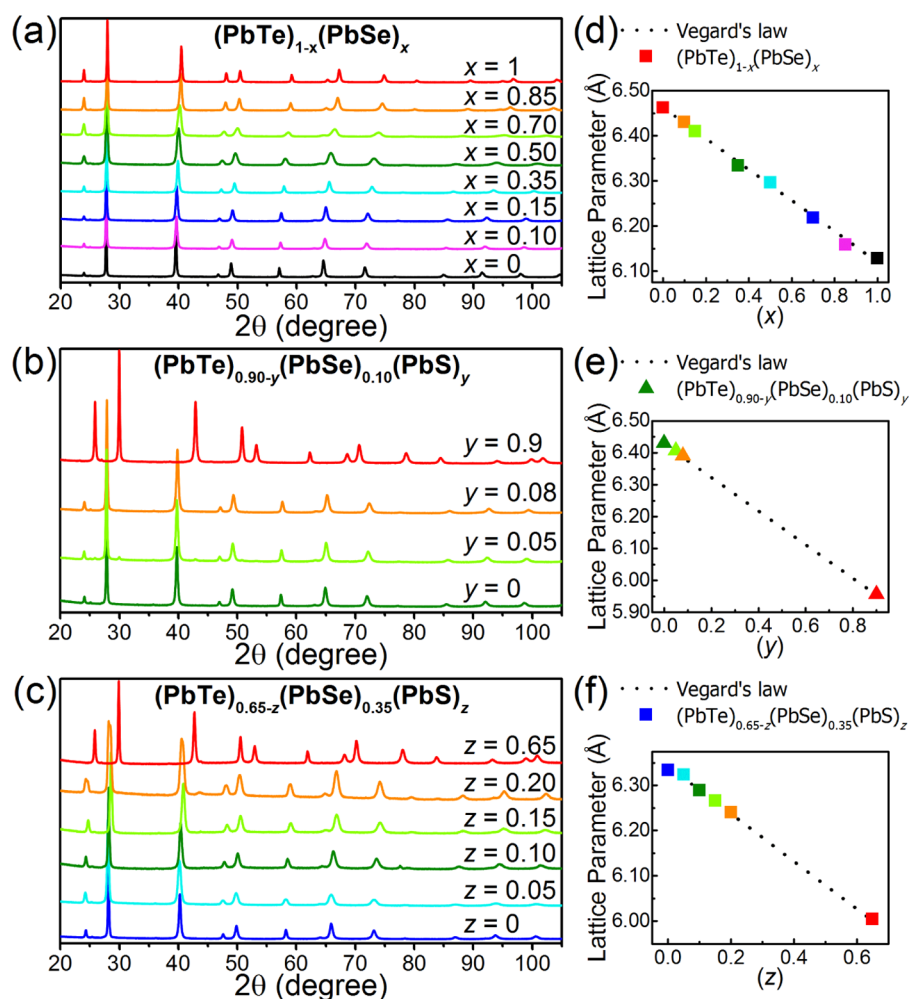 (a)
(PbTe)1-x(PbSe)x
x = 1
x = 0.85
x = 0.70
x = 0.50
x = 0.35
x = 0.15
x = 0.10
x = 0
20 30 40 50 60 70 80 90 100
2θ (degree)
(d)
Vegard's law
(PbTe)1-x(PbSe)x
Lattice Parameter (Å)
6.50
6.40
6.30
6.20
6.10
0.0 0.2 0.4 0.6 0.8 1.0
(x)
(b)
(PbTe)0.90-y(PbSe)0.10(PbS)y
y = 0.9
y = 0.08
y = 0.05
y = 0
20 30 40 50 60 70 80 90 100
2θ (degree)
(e)
Vegard's law
(PbTe)0.90-y(PbSe)0.10(PbS)y
Lattice Parameter (Å)
6.50
6.40
6.30
6.20
6.10
6.00
5.90
0.0 0.2 0.4 0.6 0.8
(y)
(c)
(PbTe)0.65-z(PbSe)0.35(PbS)z
z = 0.65
z = 0.20
z = 0.15
z = 0.10
z = 0.05
z = 0
20 30 40 50 60 70 80 90 100
2θ (degree)
(f)
Vegard's law
(PbTe)0.65-z(PbSe)0.35(PbS)z
Lattice Parameter (Å)
6.30
6.20
6.10
6.00
0.0 0.2 0.4 0.6
(z)